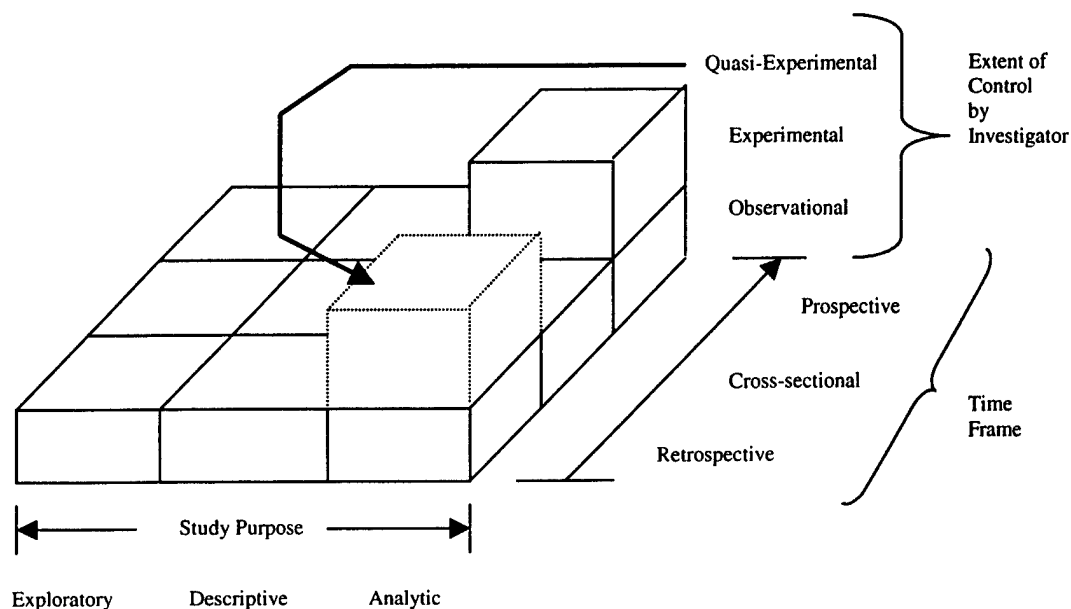 Quasi-Experimental
Experimental
Observational
Extent of
Control
by
Investigator
Prospective
Cross-sectional
Retrospective
Time
Frame
Study Purpose
Exploratory Descriptive Analytic